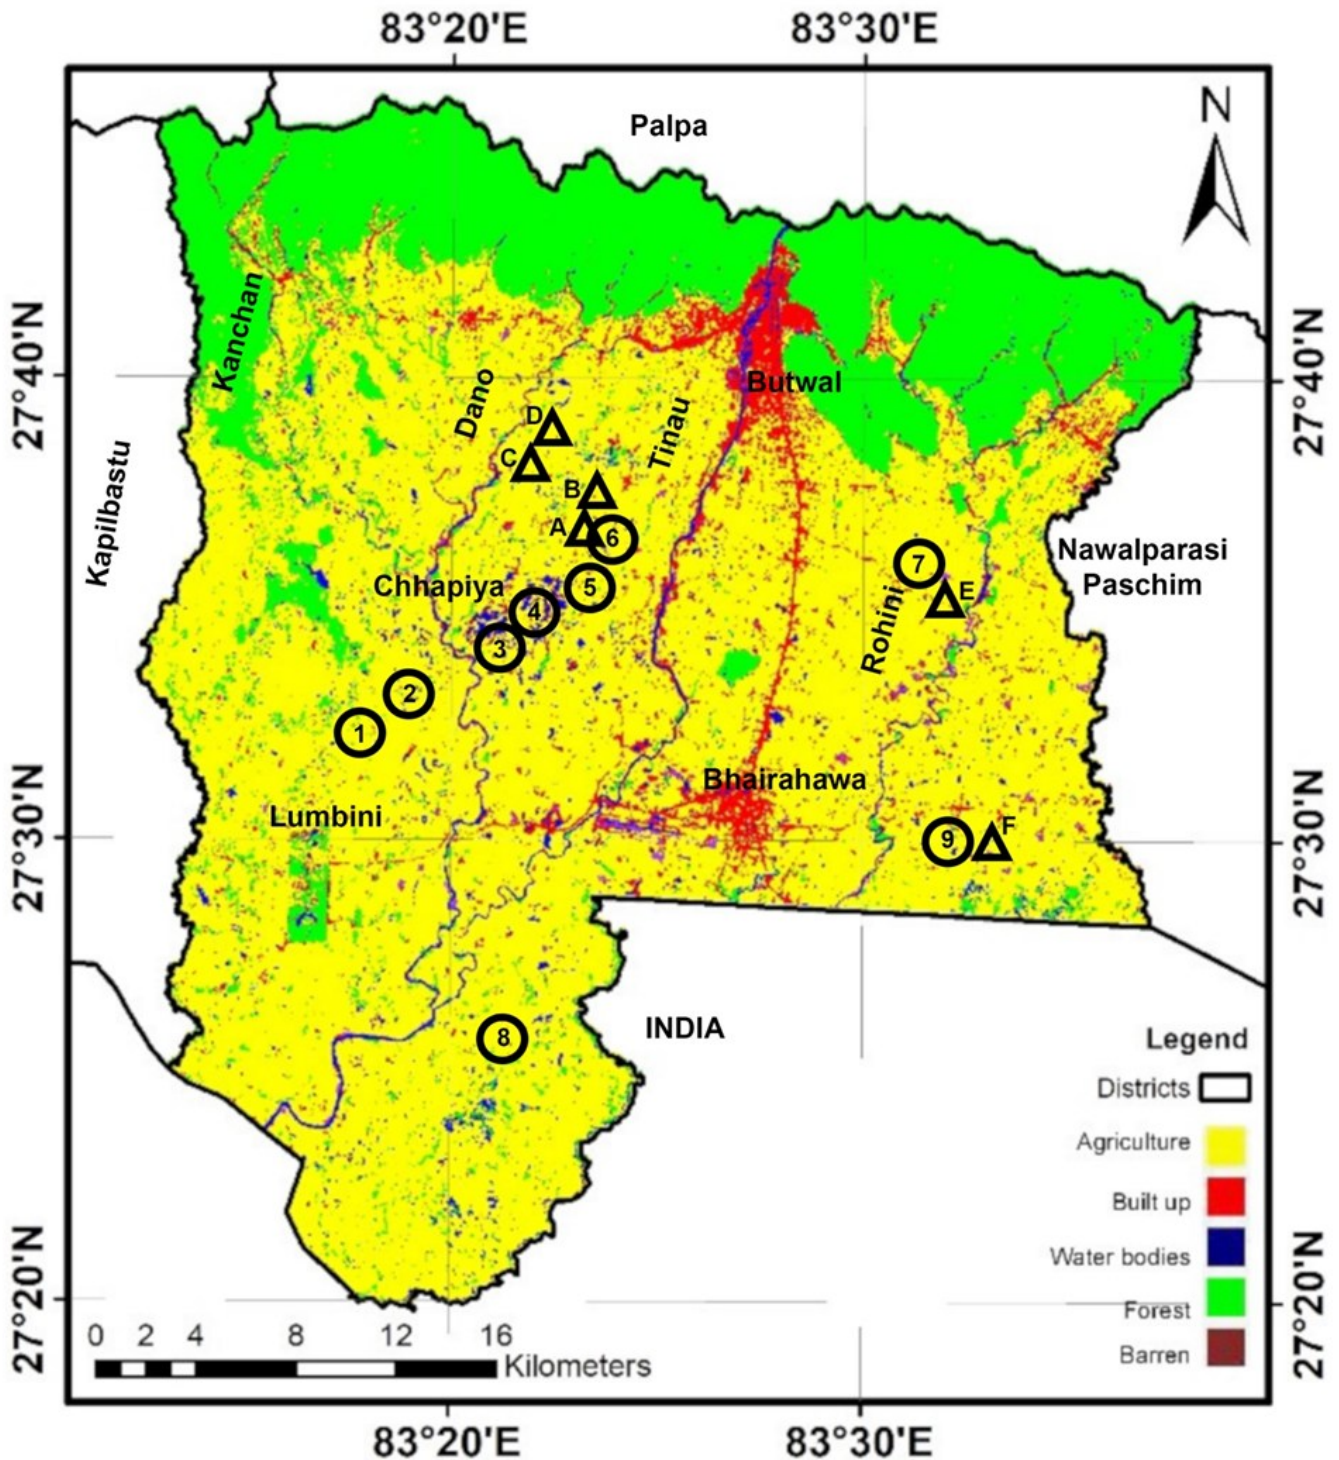 83°20'E 83°30'E
N
Palpa
Kanchan
27°40'N 27°40'N
Butwal
Dano
Tinau
D
C
Kapilbastu
B
A
6
Nawalparasi
Paschim
7
Chhapiya
5
E
4
Rohini
3
2
1
Bhairahawa
Lumbini
27°30'N 27°30'N
9 F
INDIA
8
Legend
Districts
Agriculture
Built up
Water bodies
Forest
Barren
27°20'N 27°20'N
0 2 4 8 12 16
Kilometers
83°20'E 83°30'E